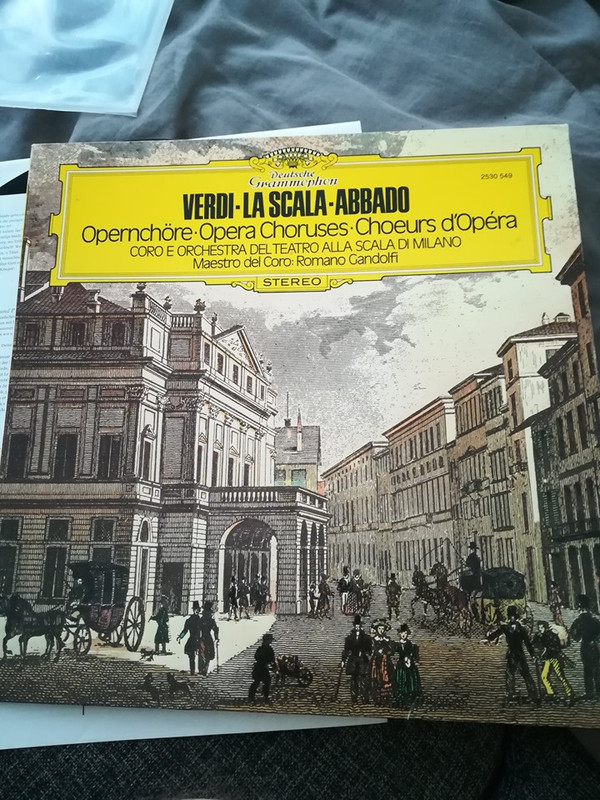 Deutsche
Grammophon
2530 549
VERDI·LA SCALA·ABBADO
Opernchöre·Opera Choruses·Choeurs d'Opéra
CORO E ORCHESTRA DEL TEATRO ALLA SCALA DI MILANO
Maestro del Coro: Romano Gandolfi
STEREO